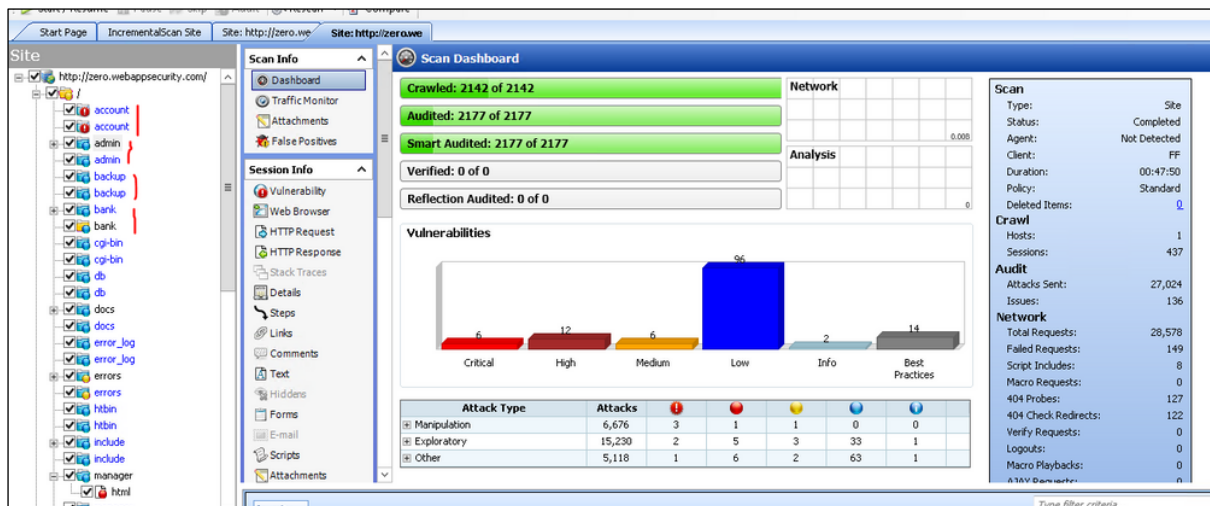 Start / Resume Pause Skip Audit Rescan Compare
Start Page IncrementalScan Site Site: http://zero.we Site: http://zero.we
Site
http://zero.webappsecurity.com/
/
account
account
admin
admin
backup
backup
bank
bank
cgi-bin
cgi-bin
db
db
docs
docs
error_log
error_log
errors
errors
htbin
htbin
include
include
manager
html
Scan Info
Dashboard
Traffic Monitor
Attachments
False Positives
Session Info
Vulnerability
Web Browser
HTTP Request
HTTP Response
Stack Traces
Details
Steps
Links
Comments
Text
Hiddens
Forms
E-mail
Scripts
Attachments
Scan Dashboard
Crawled: 2142 of 2142
Audited: 2177 of 2177
Smart Audited: 2177 of 2177
Verified: 0 of 0
Reflection Audited: 0 of 0
Network
0.008
Analysis
0
Vulnerabilities
6 12 6 96 2 14
Critical High Medium Low Info Best
Practices
Attack Type Attacks
Manipulation 6,676 3 1 1 0 0
Exploratory 15,230 2 5 3 33 1
Other 5,118 1 6 2 63 1
Scan
Type: Site
Status: Completed
Agent: Not Detected
Client: FF
Duration: 00:47:50
Policy: Standard
Deleted Items: 0
Crawl
Hosts: 1
Sessions: 437
Audit
Attacks Sent: 27,024
Issues: 136
Network
Total Requests: 28,578
Failed Requests: 149
Script Includes: 8
Macro Requests: 0
404 Probes: 127
404 Check Redirects: 122
Verify Requests: 0
Logouts: 0
Macro Playbacks: 0
AJAX Requests: 0
Type filter criteria